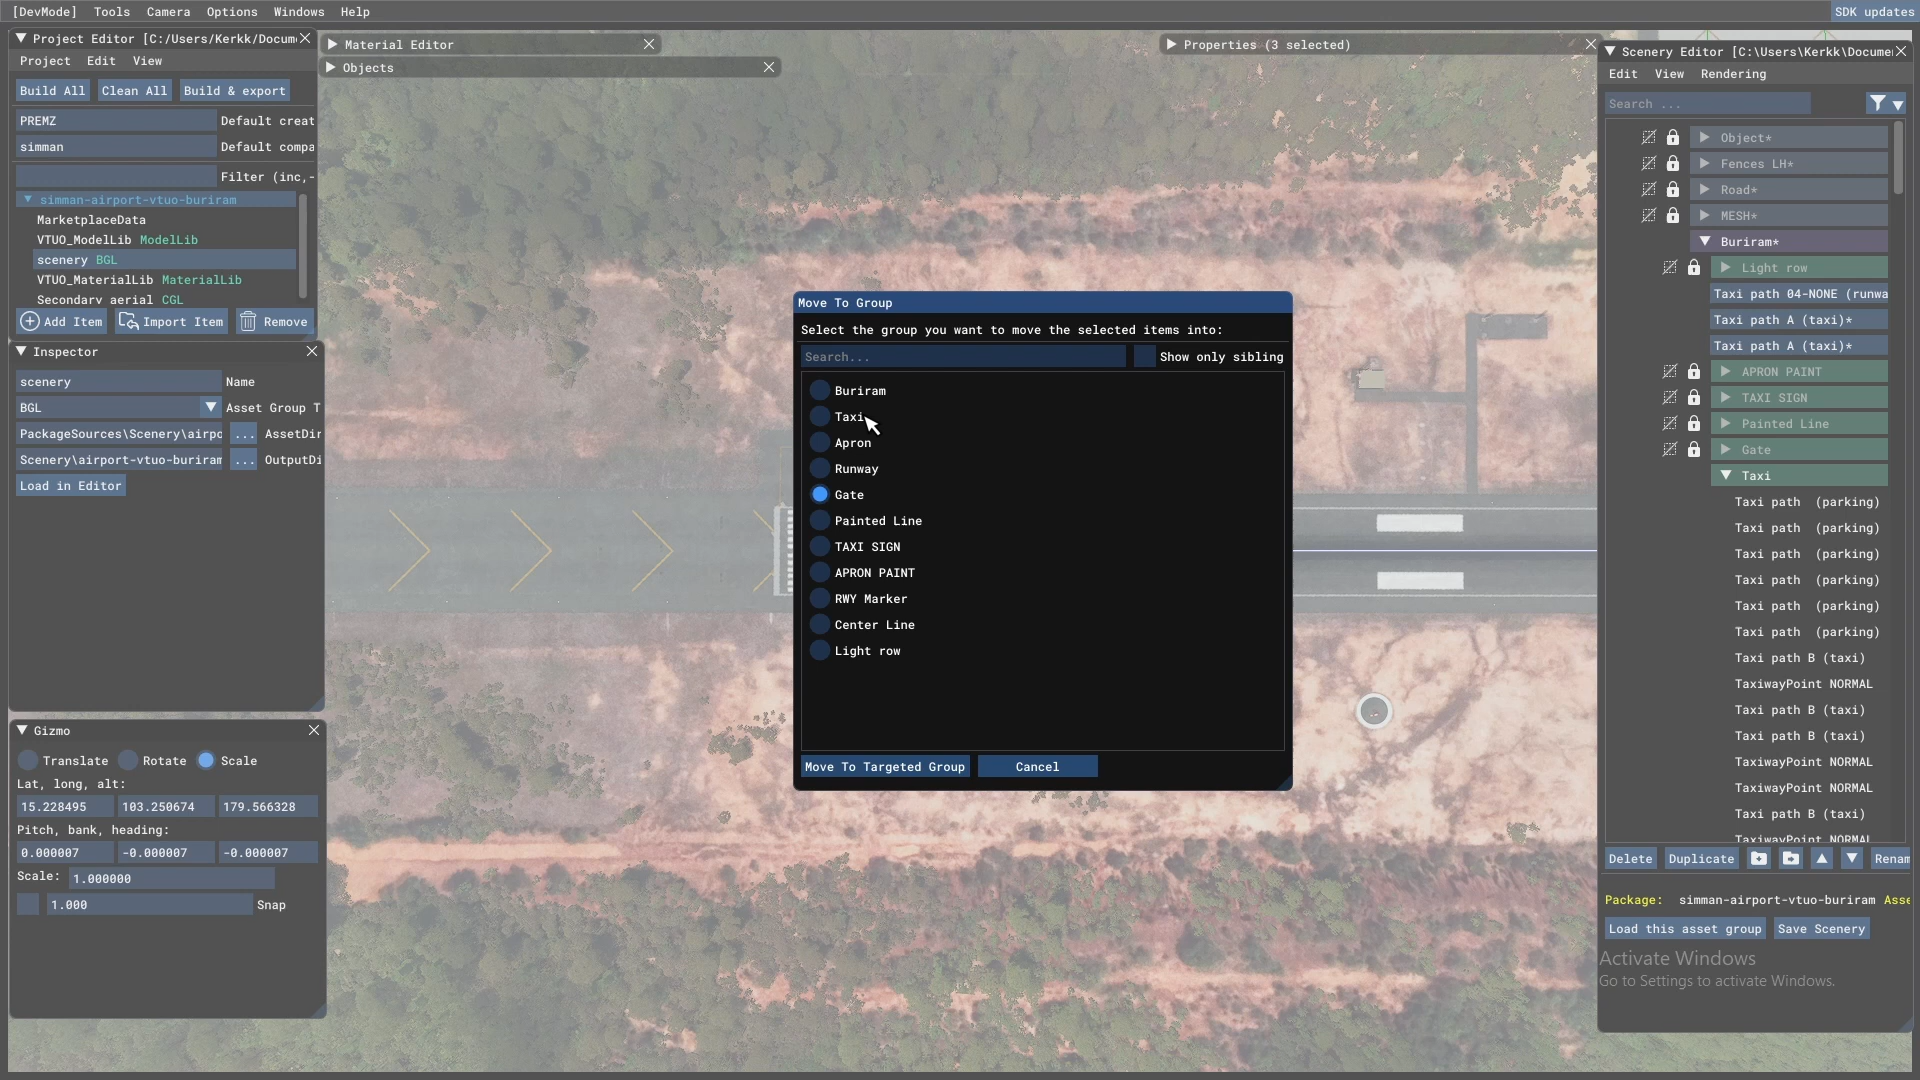 [DevMode] Tools Camera Options Windows Help
SDK updates
Project Editor [C:/Users/Kerkk/Docum
Project Edit View
Build All Clean All Build & export
PREMZ Default creat
simman Default compa
Filter (inc,-
simman-airport-vtuo-buriram
MarketplaceData
VTUO_ModelLib ModelLib
scenery BGL
VTUO_MaterialLib MaterialLib
Secondary aerial CGL
Add Item Import Item Remove
Inspector
scenery Name
BGL Asset Group T
PackageSources\Scenery\airpo ... AssetDir
Scenery\airport-vtuo-buriram ... OutputDi
Load in Editor
Gizmo
Translate Rotate Scale
Lat, long, alt:
15.228495 103.250674 179.566328
Pitch, bank, heading:
0.000007 -0.000007 -0.000007
Scale: 1.000000
1.000 Snap
Material Editor
Objects
Properties (3 selected)
Move To Group
Select the group you want to move the selected items into:
Search... Show only sibling
Buriram
Taxi
Apron
Runway
Gate
Painted Line
TAXI SIGN
APRON PAINT
RWY Marker
Center Line
Light row
Move To Targeted Group Cancel
Scenery Editor [C:\Users\Kerkk\Docume
Edit View Rendering
Search ...
Object*
Fences LH*
Road*
MESH*
Buriram*
Light row
Taxi path 04-NONE (runwa
Taxi path A (taxi)*
Taxi path A (taxi)*
APRON PAINT
TAXI SIGN
Painted Line
Gate
Taxi
Taxi path (parking)
Taxi path (parking)
Taxi path (parking)
Taxi path (parking)
Taxi path (parking)
Taxi path (parking)
Taxi path B (taxi)
TaxiwayPoint NORMAL
Taxi path B (taxi)
Taxi path B (taxi)
TaxiwayPoint NORMAL
TaxiwayPoint NORMAL
Taxi path B (taxi)
TaxiwayPoint NORMAL
Delete Duplicate Renam
Package: simman-airport-vtuo-buriram Asse
Load this asset group Save Scenery
Activate Windows
Go to Settings to activate Windows.